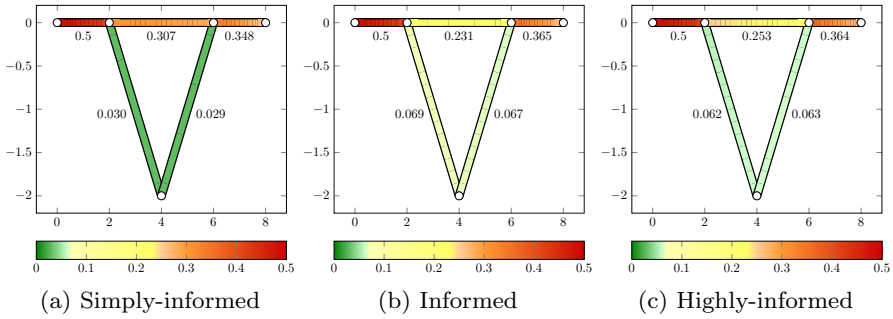 0
0.5 0.307 0.348
−0.5
−1
0.030 0.029
−1.5
−2
0 2 4 6 8
0 0.1 0.2 0.3 0.4 0.5
(a) Simply-informed
0
0.5 0.231 0.365
−0.5
−1
0.069 0.067
−1.5
−2
0 2 4 6 8
0 0.1 0.2 0.3 0.4 0.5
(b) Informed
0
0.5 0.253 0.364
−0.5
−1
0.062 0.063
−1.5
−2
0 2 4 6 8
0 0.1 0.2 0.3 0.4 0.5
(c) Highly-informed